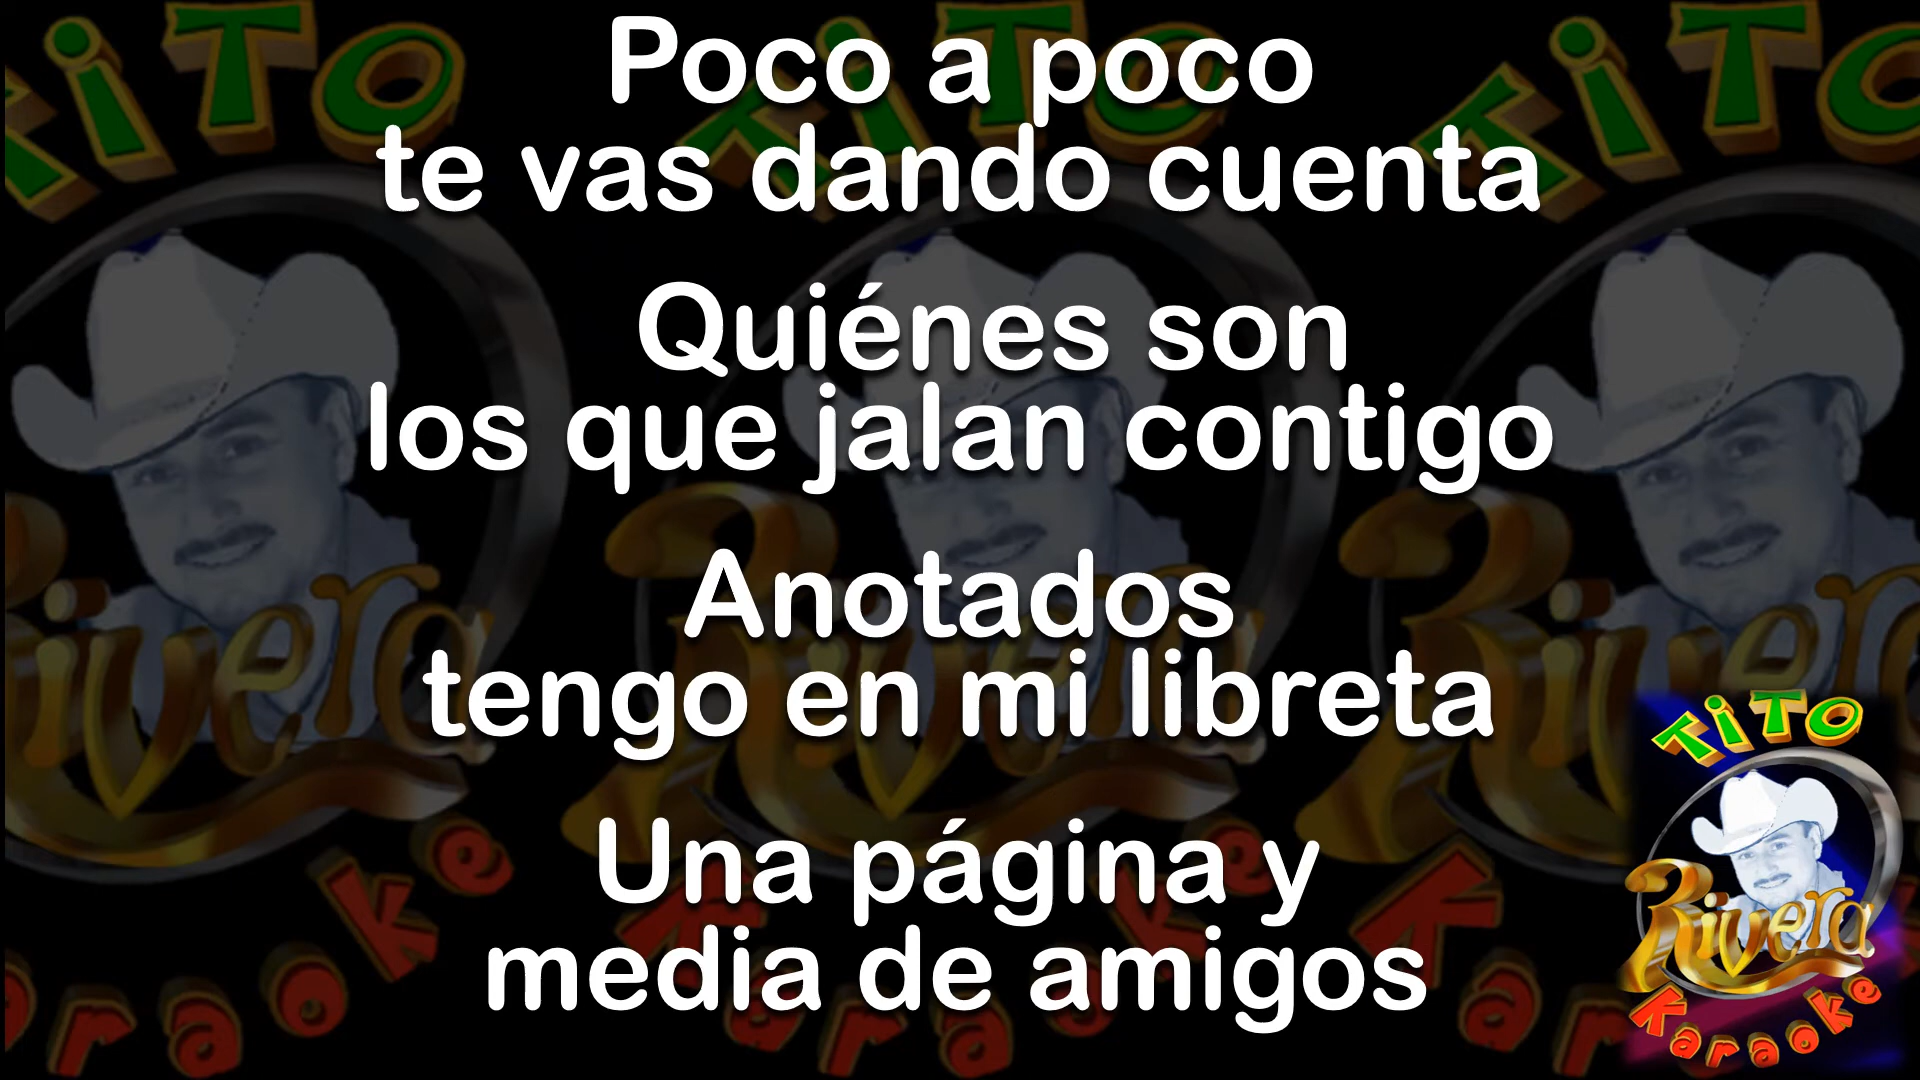 Poco a poco
te vas dando cuenta
Quiénes son
los que jalan contigo
Anotados
tengo en mi libreta
Una página y
media de amigos
TiTO
Rivera
Karaoke